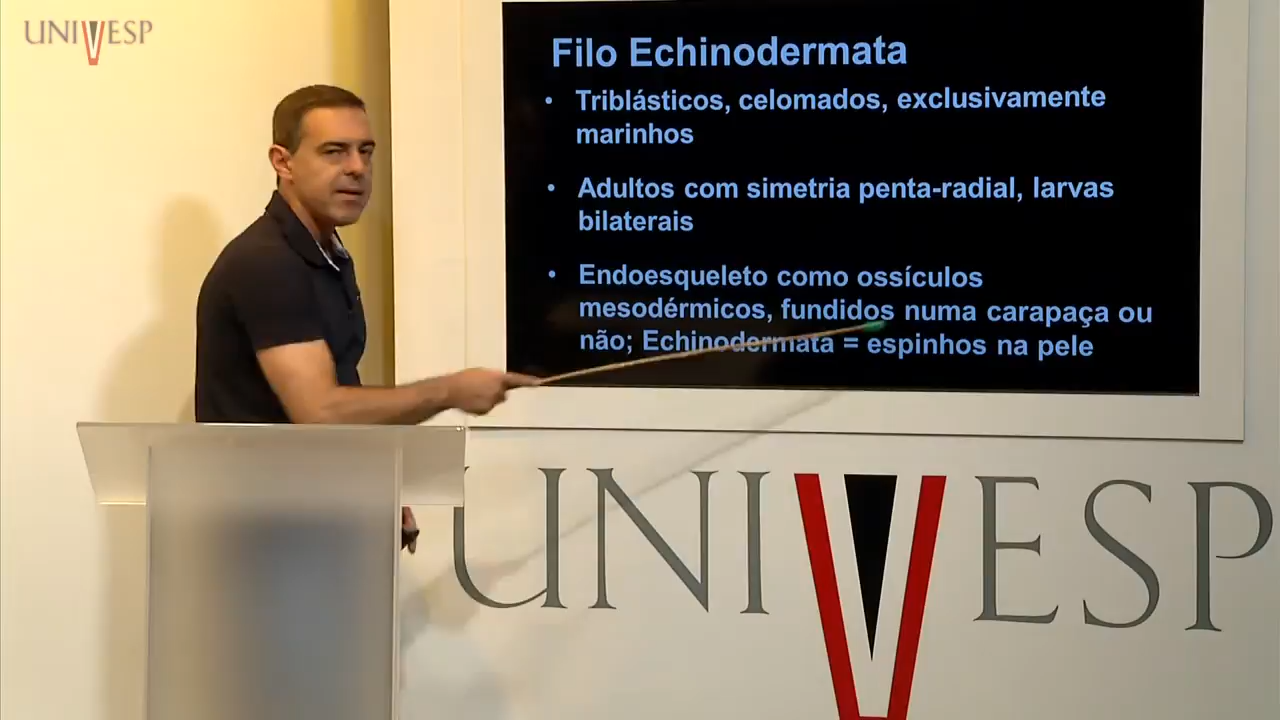 UNIVESP
Filo Echinodermata
• Triblásticos, celomados, exclusivamente
marinhos
• Adultos com simetria penta-radial, larvas
bilaterais
• Endoesqueleto como ossículos
mesodérmicos, fundidos numa carapaça ou
não; Echinodermata = espinhos na pele
UNIVESP